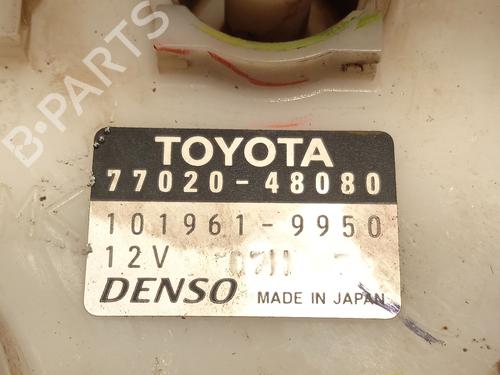 B-PARTS
TOYOTA
77020-48080
101961-9950
12V
DENSO MADE IN JAPAN